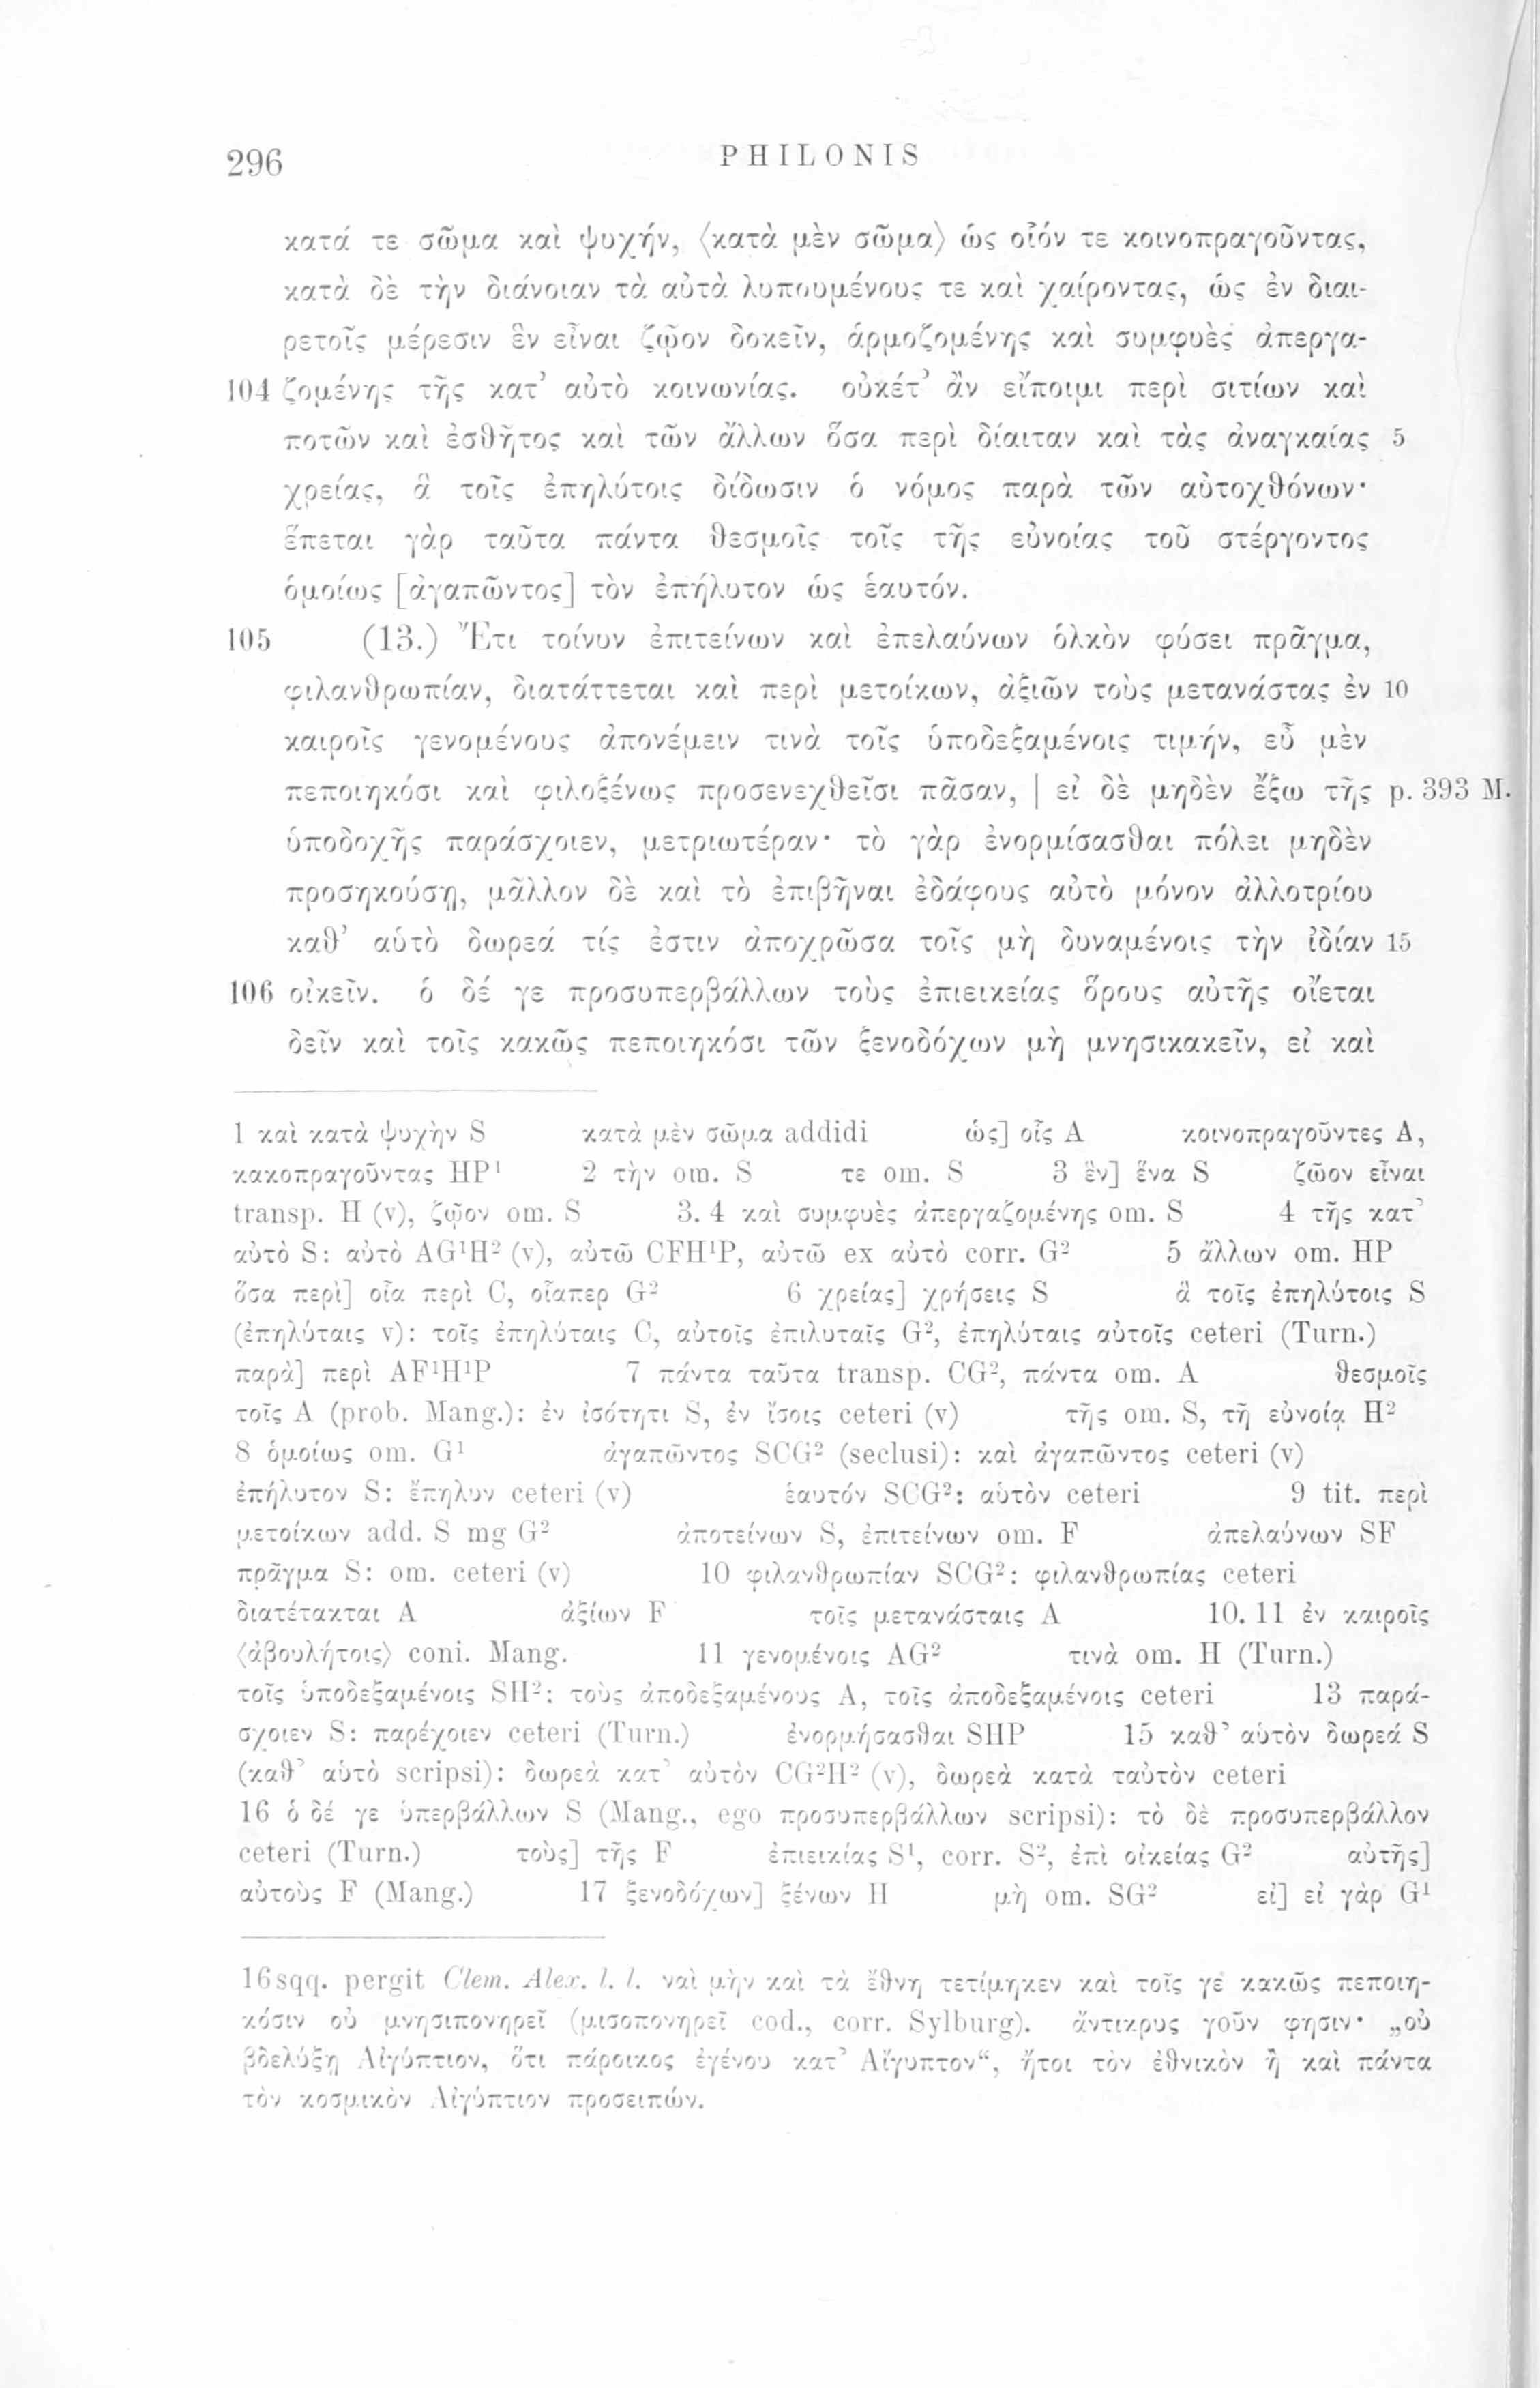 296
PHILONIS
κατά τε σῶμα καὶ ψυχήν, ⟨κατὰ μὲν σῶμα⟩ ὡς οἷόν τε κοινοπραγοῦντας,
κατὰ δὲ τὴν διάνοιαν τὰ αὐτὰ λυπουμένους τε καὶ χαίροντας, ὡς ἐν διαι-
ρετοῖς μέρεσιν ἓν εἶναι ζῷον δοκεῖν, ἁρμοζομένης καὶ συμφυὲς ἀπεργα-
104 ζομένης τῆς κατ’ αὐτὸ κοινωνίας. οὐκέτ’ ἂν εἴποιμι περὶ σιτίων καὶ
ποτῶν καὶ ἐσθῆτος καὶ τῶν ἄλλων ὅσα περὶ δίαιταν καὶ τὰς ἀναγκαίας 5
χρείας, ἃ τοῖς ἐπηλύτοις δίδωσιν ὁ νόμος παρὰ τῶν αὐτοχθόνων·
ἕπεται γὰρ ταῦτα πάντα θεσμοῖς τοῖς τῆς εὐνοίας τοῦ στέργοντος
ὁμοίως [ἀγαπῶντος] τὸν ἐπήλυτον ὡς ἑαυτόν.
105 (13.) Ἔτι τοίνυν ἐπιτείνων καὶ ἐπελαύνων ὁλκὸν φύσει πρᾶγμα,
φιλανθρωπίαν, διατάττεται καὶ περὶ μετοίκων, ἀξιῶν τοὺς μετανάστας ἐν 10
καιροῖς γενομένους ἀπονέμειν τινὰ τοῖς ὑποδεξαμένοις τιμήν, εὖ μὲν
πεποιηκόσι καὶ φιλοξένως προσενεχθεῖσι πᾶσαν, | εἰ δὲ μηδὲν ἔξω τῆς p. 393 M.
ὑποδοχῆς παράσχοιεν, μετριωτέραν· τὸ γὰρ ἐνορμίσασθαι πόλει μηδὲν
προσηκούσῃ, μᾶλλον δὲ καὶ τὸ ἐπιβῆναι ἐδάφους αὐτὸ μόνον ἀλλοτρίου
καθ’ αὑτὸ δωρεά τίς ἐστιν ἀποχρῶσα τοῖς μὴ δυναμένοις τὴν ἰδίαν 15
106 οἰκεῖν. ὁ δέ γε προσυπερβάλλων τοὺς ἐπιεικείας ὅρους αὐτῆς οἴεται
δεῖν καὶ τοῖς κακῶς πεποιηκόσι τῶν ξενοδόχων μὴ μνησικακεῖν, εἰ καὶ
1 καὶ κατὰ ψυχὴν S κατὰ μὲν σῶμα addidi ὡς] οἷς A κοινοπραγοῦντες A,
κακοπραγοῦντας HP¹ 2 τὴν om. S τε om. S 3 ἓν] ἕνα S ζῶον εἶναι
transp. H (v), ζῷον om. S 3. 4 καὶ συμφυὲς ἀπεργαζομένης om. S 4 τῆς κατ’
αὐτὸ S: αὐτὸ AG¹H² (v), αὐτῶ CFH¹P, αὐτῶ ex αὐτὸ corr. G² 5 ἄλλων om. HP
ὅσα περὶ] οἷα περὶ C, οἷαπερ G² 6 χρείας] χρήσεις S ἃ τοῖς ἐπηλύτοις S
(ἐπηλύταις v): τοῖς ἐπηλύταις C, αὐτοῖς ἐπιλυταῖς G², ἐπηλύταις αὐτοῖς ceteri (Turn.)
παρὰ] περὶ AF¹H¹P 7 πάντα ταῦτα transp. CG², πάντα om. A θεσμοῖς
τοῖς A (prob. Mang.): ἐν ἰσότητι S, ἐν ἴσοις ceteri (v) τῆς om. S, τῆ εὐνοίᾳ H²
8 ὁμοίως om. G¹ ἀγαπῶντος SCG² (seclusi): καὶ ἀγαπῶντος ceteri (v)
ἐπήλυτον S: ἔπηλυν ceteri (v) ἑαυτόν SCG²: αὑτὸν ceteri 9 tit. περὶ
μετοίκων add. S mg G² ἀποτείνων S, ἐπιτείνων om. F ἀπελαύνων SF
πρᾶγμα S: om. ceteri (v) 10 φιλανθρωπίαν SCG²: φιλανθρωπίας ceteri
διατέτακται A ἀξίων F τοῖς μετανάσταις A 10. 11 ἐν καιροῖς
⟨ἀβουλήτοις⟩ coni. Mang. 11 γενομένοις AG² τινὰ om. H (Turn.)
τοῖς ὑποδεξαμένοις SH²: τοὺς ἀποδεξαμένους A, τοῖς ἀποδεξαμένοις ceteri 13 παρά-
σχοιεν S: παρέχοιεν ceteri (Turn.) ἐνορμήσασθαι SHP 15 καθ’ αὑτὸν δωρεά S
(καθ’ αὑτὸ scripsi): δωρεὰ κατ’ αὐτὸν CG²H² (v), δωρεὰ κατὰ ταὐτὸν ceteri
16 ὁ δέ γε ὑπερβάλλων S (Mang., ego προσυπερβάλλων scripsi): τὸ δὲ προσυπερβάλλον
ceteri (Turn.) τοὺς] τῆς F ἐπιεικίας S¹, corr. S², ἐπὶ οἰκείας G² αὐτῆς]
αὐτοὺς F (Mang.) 17 ξενοδόχων] ξένων H μὴ om. SG² εἰ] εἰ γὰρ G¹
16 sqq. pergit Clem. Alex. l. l. ναὶ μὴν καὶ τὰ ἔθνη τετίμηκεν καὶ τοῖς γε κακῶς πεποιη-
κόσιν οὐ μνησιπονηρεῖ (μισοπονηρεῖ cod., corr. Sylburg). ἄντικρυς γοῦν φησιν· „οὐ
βδελύξῃ Αἰγύπτιον, ὅτι πάροικος ἐγένου κατ’ Αἴγυπτον“, ἤτοι τὸν ἐθνικὸν ἢ καὶ πάντα
τὸν κοσμικὸν Αἰγύπτιον προσειπών.